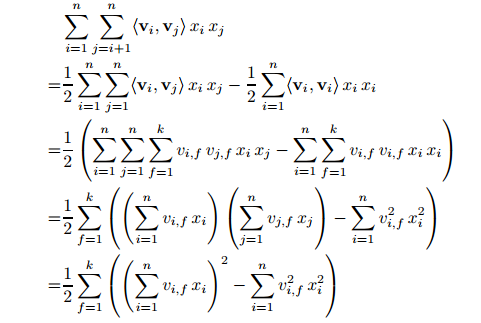 \sum_{i=1}^{n} \sum_{j=i+1}^{n} \langle \mathbf{v}_i, \mathbf{v}_j \rangle \, x_i \, x_j
= \frac{1}{2} \sum_{i=1}^{n} \sum_{j=1}^{n} \langle \mathbf{v}_i, \mathbf{v}_j \rangle \, x_i \, x_j - \frac{1}{2} \sum_{i=1}^{n} \langle \mathbf{v}_i, \mathbf{v}_i \rangle \, x_i \, x_i
= \frac{1}{2} \left( \sum_{i=1}^{n} \sum_{j=1}^{n} \sum_{f=1}^{k} v_{i,f} \, v_{j,f} \, x_i \, x_j - \sum_{i=1}^{n} \sum_{f=1}^{k} v_{i,f} \, v_{i,f} \, x_i \, x_i \right)
= \frac{1}{2} \sum_{f=1}^{k} \left( \left( \sum_{i=1}^{n} v_{i,f} \, x_i \right) \left( \sum_{j=1}^{n} v_{j,f} \, x_j \right) - \sum_{i=1}^{n} v_{i,f}^2 \, x_i^2 \right)
= \frac{1}{2} \sum_{f=1}^{k} \left( \left( \sum_{i=1}^{n} v_{i,f} \, x_i \right)^2 - \sum_{i=1}^{n} v_{i,f}^2 \, x_i^2 \right)